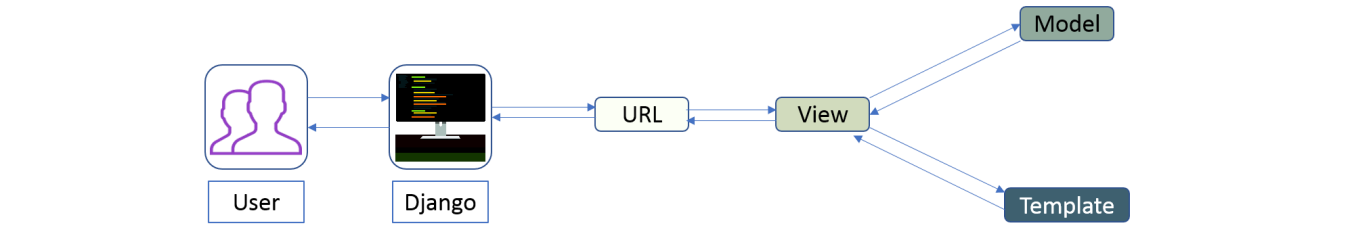 User
Django
URL
View
Model
Template